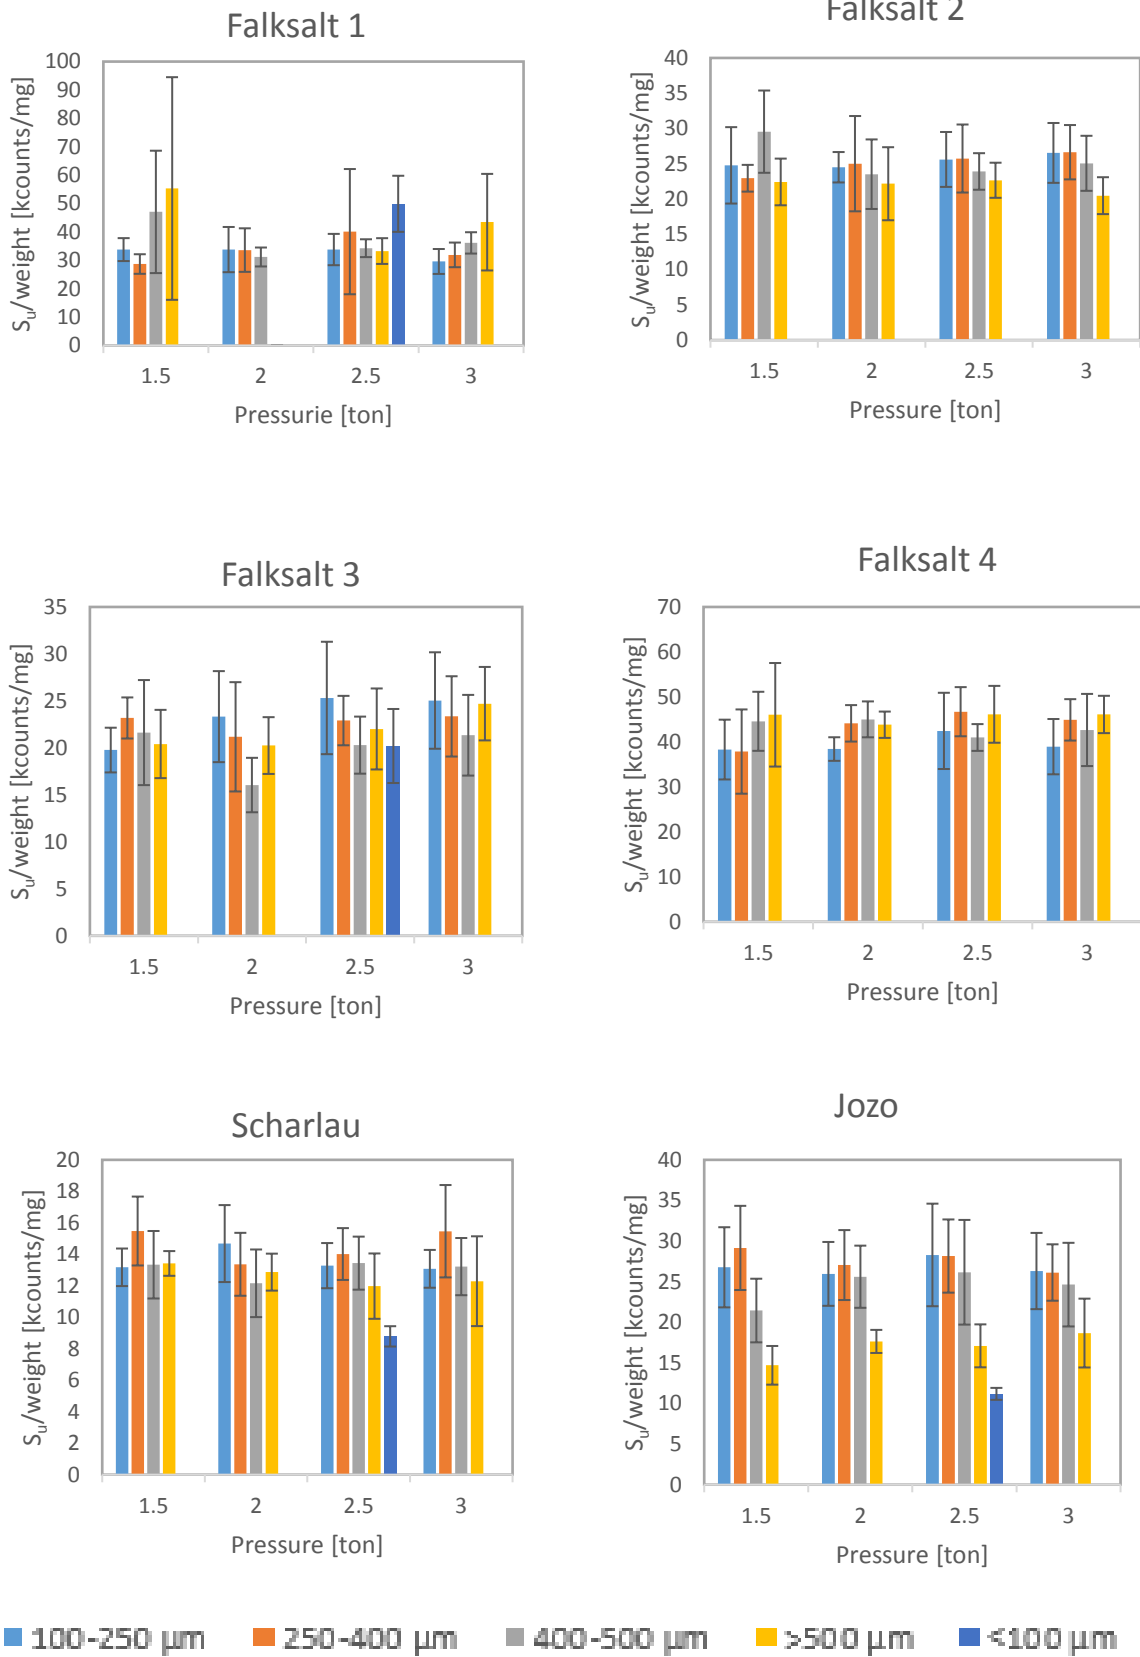 Falksalt 1
100
90
80
70
60
50
40
30
20
10
0
Sᵤ/weight [kcounts/mg]
1.5 2 2.5 3
Pressurie [ton]
Falksalt 2
40
35
30
25
20
15
10
5
0
Sᵤ/weight [kcounts/mg]
1.5 2 2.5 3
Pressure [ton]
Falksalt 3
35
30
25
20
15
10
5
0
Sᵤ/weight [kcounts/mg]
1.5 2 2.5 3
Pressure [ton]
Falksalt 4
70
60
50
40
30
20
10
0
Sᵤ/weight [kcounts/mg]
1.5 2 2.5 3
Pressure [ton]
Scharlau
20
18
16
14
12
10
8
6
4
2
0
Sᵤ/weight [kcounts/mg]
1.5 2 2.5 3
Pressure [ton]
Jozo
40
35
30
25
20
15
10
5
0
Sᵤ/weight [kcounts/mg]
1.5 2 2.5 3
Pressure [ton]
100-250 µm 250-400 µm 400-500 µm >500 µm <100 µm